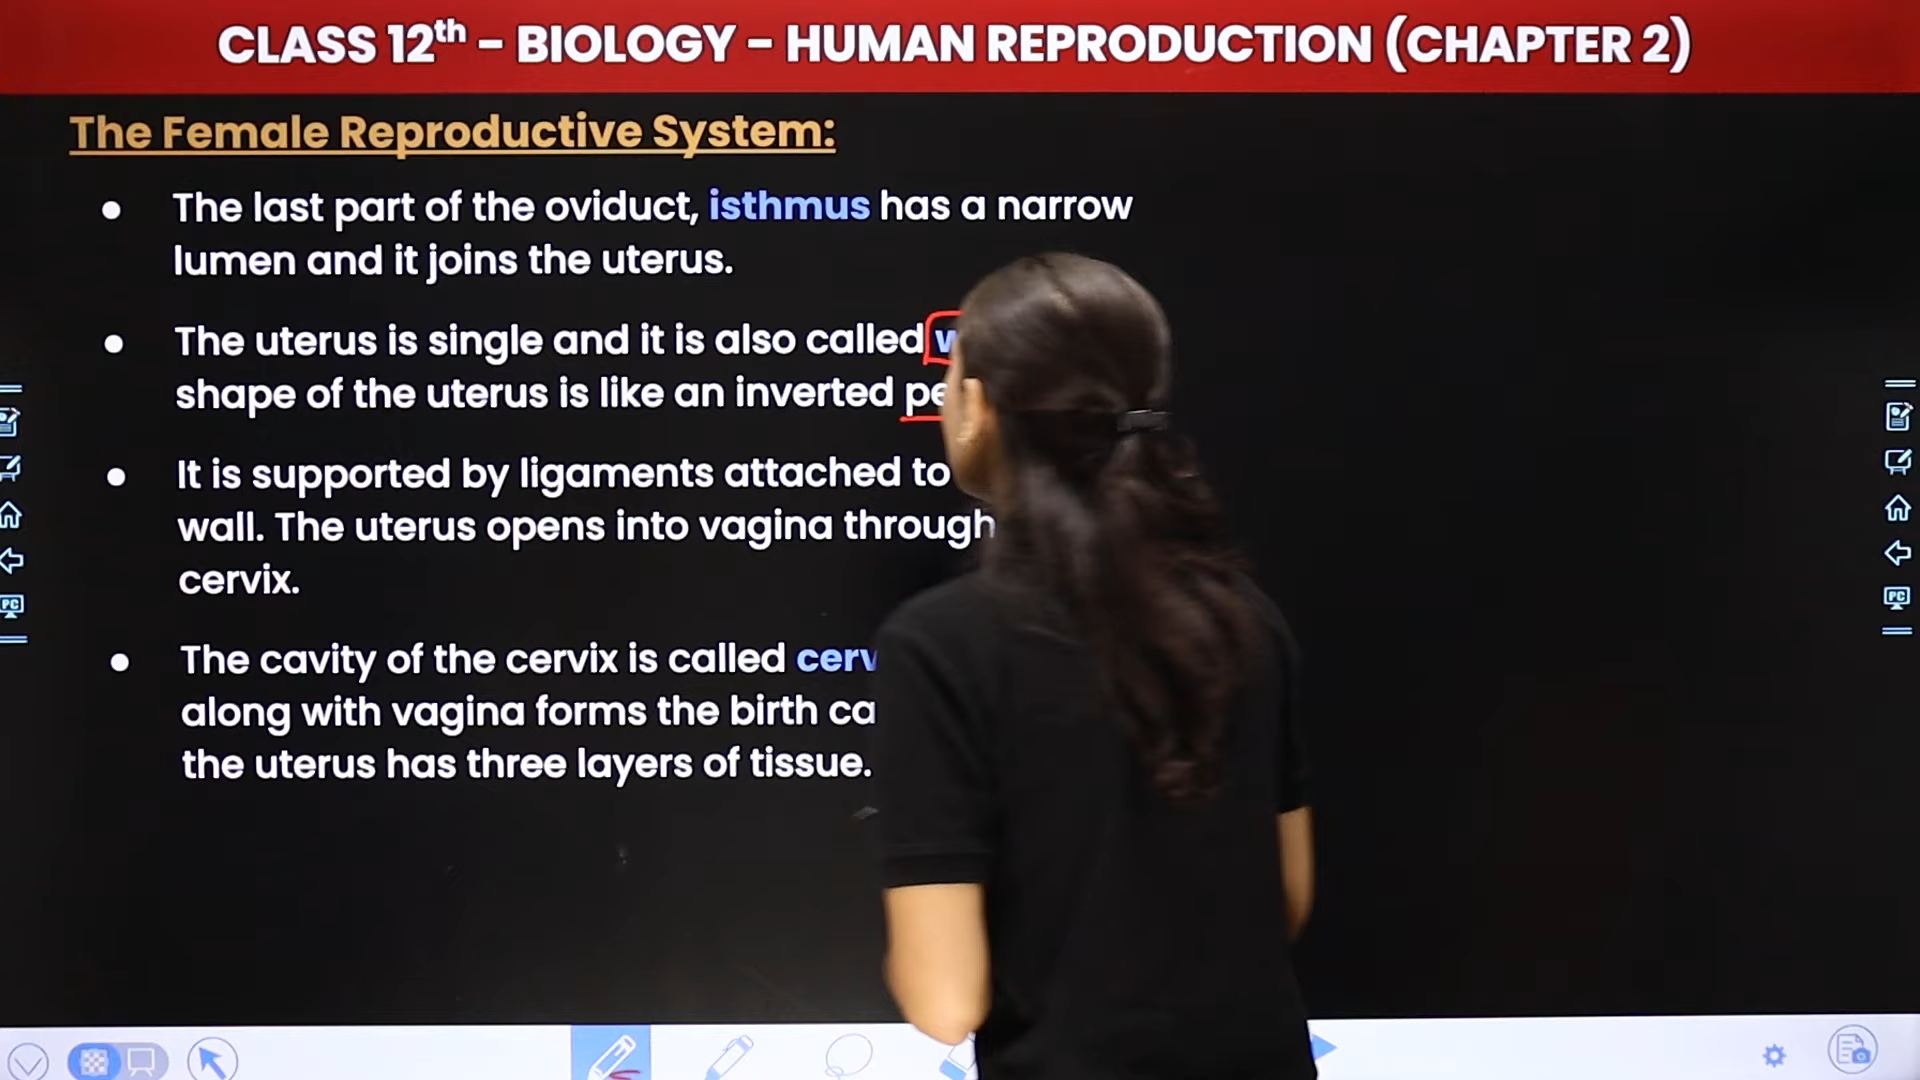 CLASS 12th – BIOLOGY – HUMAN REPRODUCTION (CHAPTER 2)
The Female Reproductive System:
● The last part of the oviduct, isthmus has a narrow
lumen and it joins the uterus.
● The uterus is single and it is also called
shape of the uterus is like an inverted
● It is supported by ligaments attached to
wall. The uterus opens into vagina through
cervix.
● The cavity of the cervix is called
along with vagina forms the birth
the uterus has three layers of tissue.
PC
PC